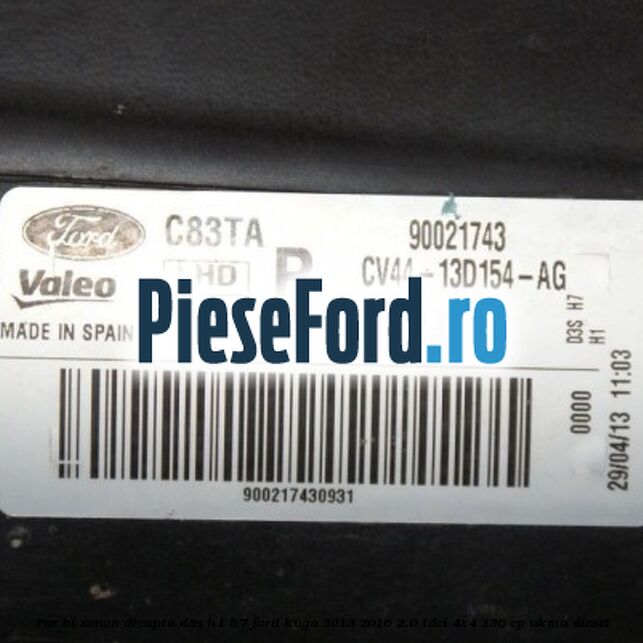 Ford C83TA 90021743
Valeo HD R CV44-13D154-AG
MADE IN SPAIN
PieseFord.ro
D3S H7
H1
0000
29/04/13 11:03
900217430931
Far bi xenon dreapta d3s h1 h7 ford kuga 2013 2016 2.0 tdci 4x4 130 cp ukma diesel